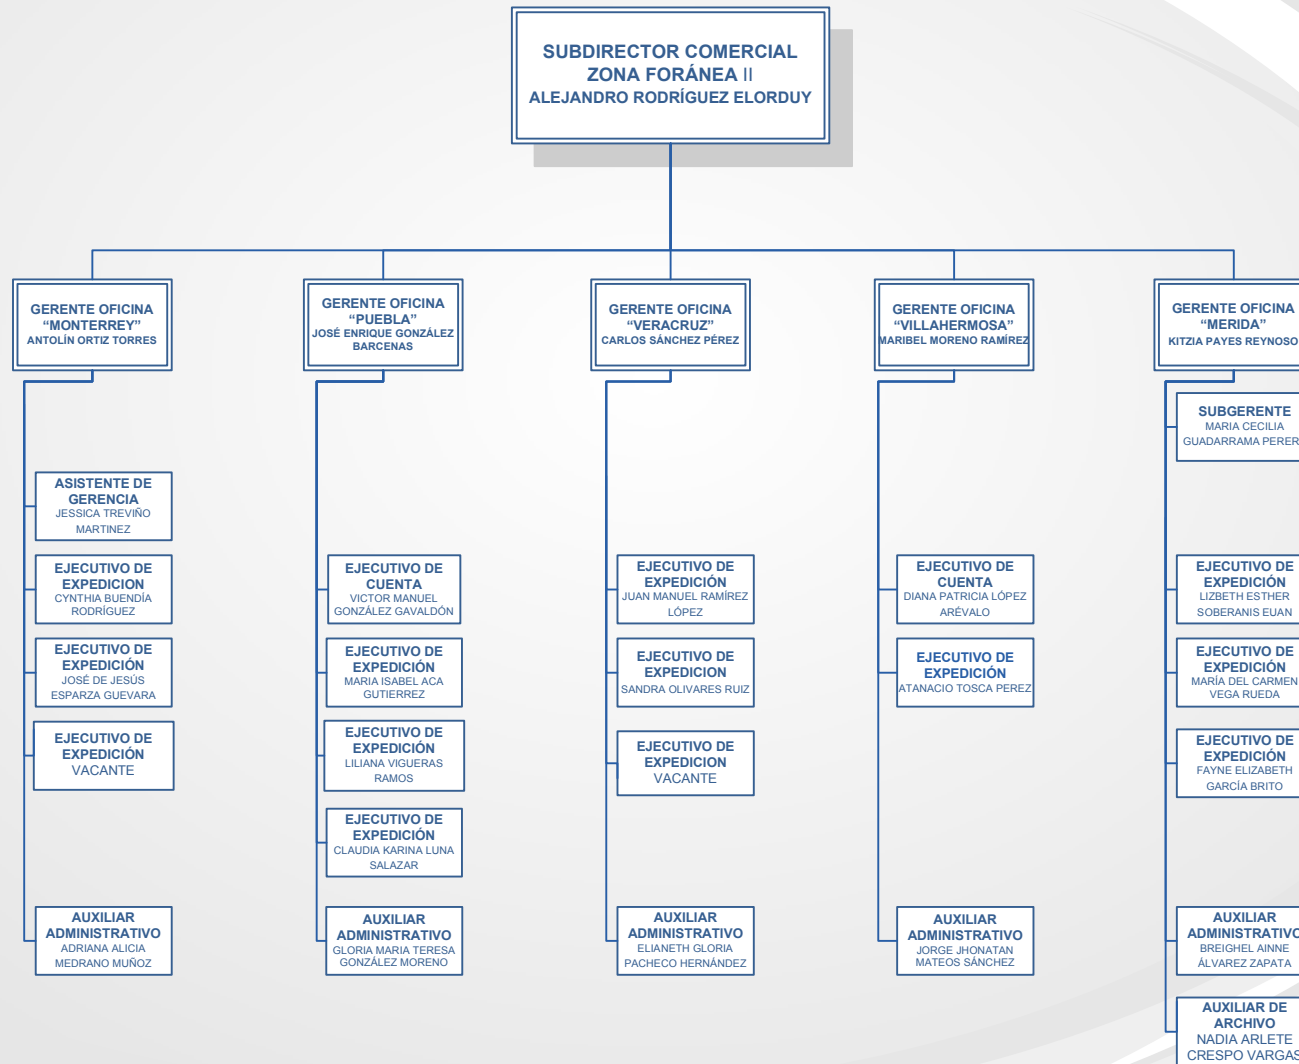 SUBDIRECTOR COMERCIAL
ZONA FORÁNEA II
ALEJANDRO RODRÍGUEZ ELORDUY
GERENTE OFICINA
“MONTERREY”
ANTOLÍN ORTIZ TORRES
ASISTENTE DE
GERENCIA
JESSICA TREVIÑO
MARTINEZ
EJECUTIVO DE
EXPEDICION
CYNTHIA BUENDÍA
RODRÍGUEZ
EJECUTIVO DE
EXPEDICIÓN
JOSÉ DE JESÚS
ESPARZA GUEVARA
EJECUTIVO DE
EXPEDICIÓN
VACANTE
AUXILIAR
ADMINISTRATIVO
ADRIANA ALICIA
MEDRANO MUÑOZ
GERENTE OFICINA
“PUEBLA”
JOSÉ ENRIQUE GONZÁLEZ
BARCENAS
EJECUTIVO DE
CUENTA
VICTOR MANUEL
GONZÁLEZ GAVALDÓN
EJECUTIVO DE
EXPEDICIÓN
MARIA ISABEL ACA
GUTIERREZ
EJECUTIVO DE
EXPEDICIÓN
LILIANA VIGUERAS
RAMOS
EJECUTIVO DE
EXPEDICIÓN
CLAUDIA KARINA LUNA
SALAZAR
AUXILIAR
ADMINISTRATIVO
GLORIA MARIA TERESA
GONZÁLEZ MORENO
GERENTE OFICINA
“VERACRUZ”
CARLOS SÁNCHEZ PÉREZ
EJECUTIVO DE
EXPEDICIÓN
JUAN MANUEL RAMÍREZ
LÓPEZ
EJECUTIVO DE
EXPEDICION
SANDRA OLIVARES RUIZ
EJECUTIVO DE
EXPEDICION
VACANTE
AUXILIAR
ADMINISTRATIVO
ELIANETH GLORIA
PACHECO HERNÁNDEZ
GERENTE OFICINA
“VILLAHERMOSA”
MARIBEL MORENO RAMÍREZ
EJECUTIVO DE
CUENTA
DIANA PATRICIA LÓPEZ
ARÉVALO
EJECUTIVO DE
EXPEDICIÓN
ATANACIO TOSCA PEREZ
AUXILIAR
ADMINISTRATIVO
JORGE JHONATAN
MATEOS SÁNCHEZ
GERENTE OFICINA
“MERIDA”
KITZIA PAYES REYNOSO
SUBGERENTE
MARIA CECILIA
GUADARRAMA PERER
EJECUTIVO DE
EXPEDICIÓN
LIZBETH ESTHER
SOBERANIS EUAN
EJECUTIVO DE
EXPEDICIÓN
MARÍA DEL CARMEN
VEGA RUEDA
EJECUTIVO DE
EXPEDICIÓN
FAYNE ELIZABETH
GARCÍA BRITO
AUXILIAR
ADMINISTRATIVO
BREIGHEL AINNE
ÁLVAREZ ZAPATA
AUXILIAR DE
ARCHIVO
NADIA ARLETE
CRESPO VARGAS